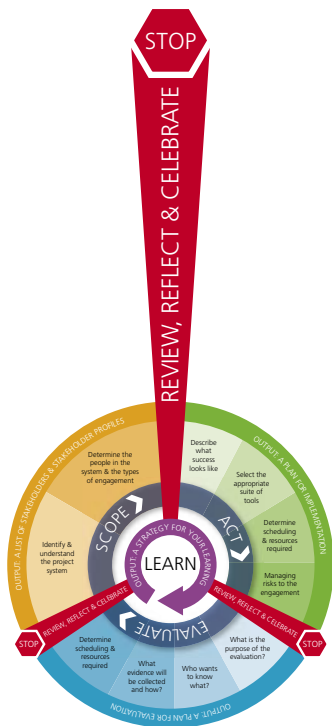 STOP
REVIEW, REFLECT & CELEBRATE
OUTPUT: A LIST OF STAKEHOLDERS & STAKEHOLDER PROFILES
Determine the
people in the
system & the types
of engagement
Identify &
understand
the project
system
SCOPE
OUTPUT: A PLAN FOR IMPLEMENTATION
Describe
what
success
looks like
Select the
appropriate
suite of
tools
Determine
scheduling
& resources
required
Managing
risks to the
engagement
ACT
OUTPUT: A STRATEGY FOR YOUR LEARNING
LEARN
EVALUATE
REVIEW, REFLECT & CELEBRATE
STOP
REVIEW, REFLECT & CELEBRATE
STOP
What is the
purpose of the
evaluation?
Who wants
to know
what?
What
evidence will
be collected
and how?
Determine
scheduling &
resources
required
OUTPUT: A PLAN FOR EVALUATION